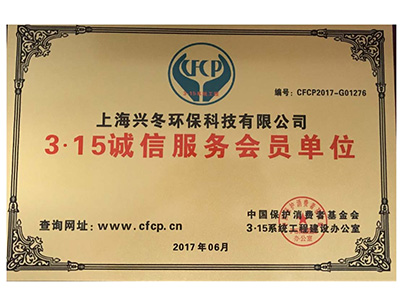 CFCP
编号：CFCP2017-G01276
上海兴冬环保科技有限公司
3·15诚信服务会员单位
查询网址：www.cfcp.cn
中国保护消费者基金会
3·15系统工程建设办公室
2017年06月